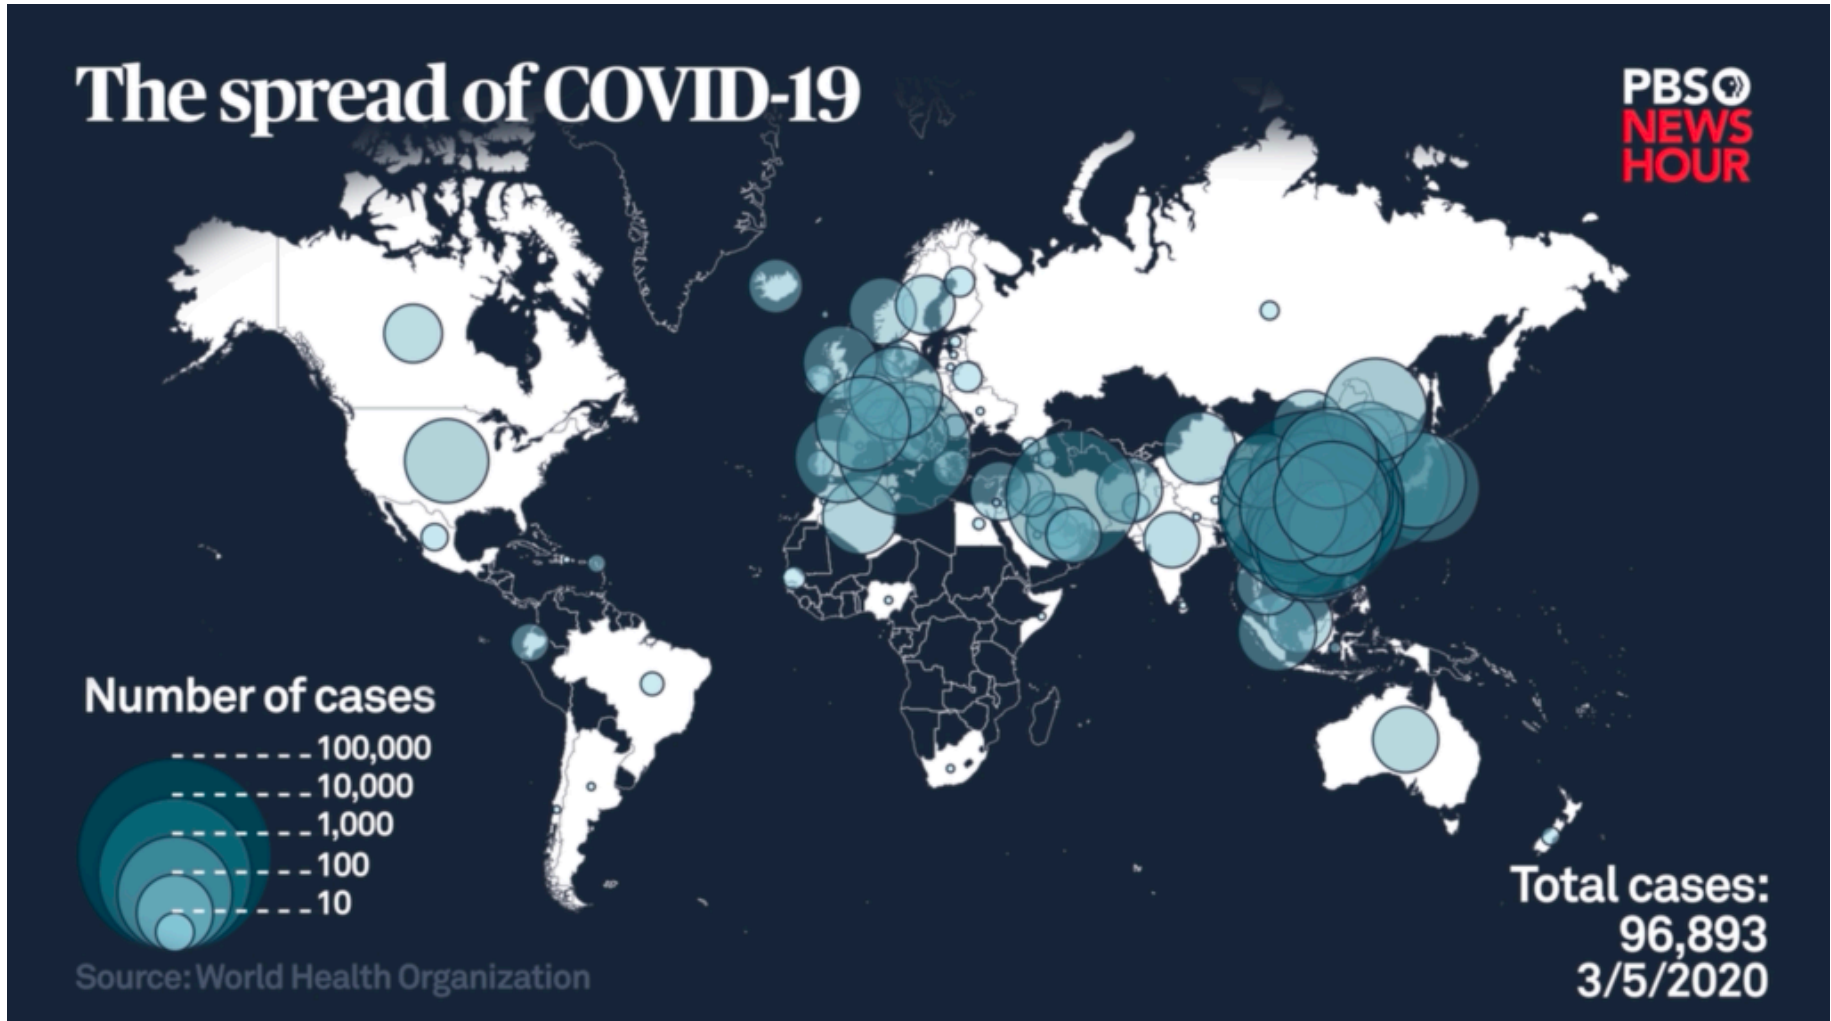 The spread of COVID-19
PBS
NEWS
HOUR
Number of cases
100,000
10,000
1,000
100
10
Source: World Health Organization
Total cases:
96,893
3/5/2020